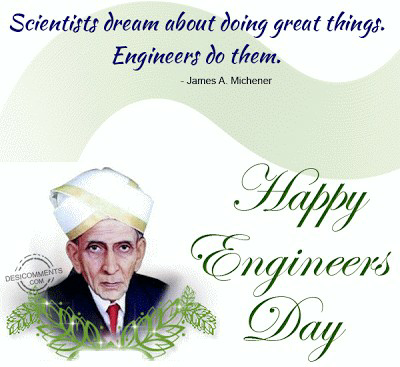 Scientists dream about doing great things.
Engineers do them.
- James A. Michener
Happy
Engineers
Day
DESICOMMENTS
.COM